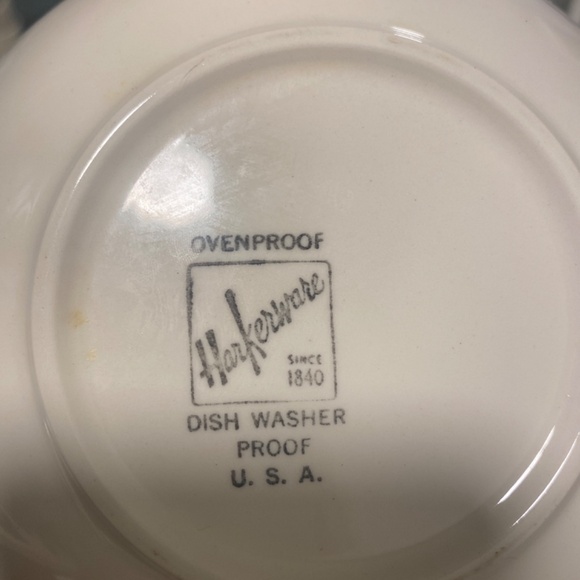 OVENPROOF
Harkerware
SINCE
1840
DISH WASHER
PROOF
U. S. A.